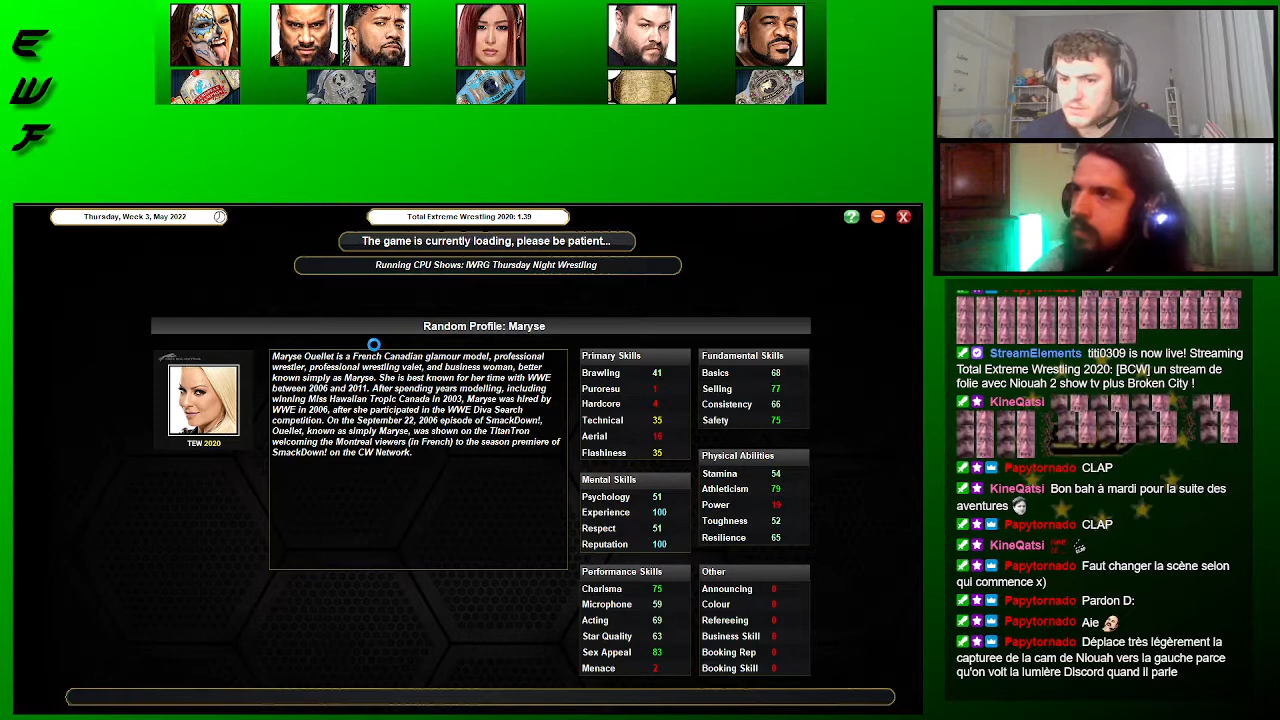 E
W
F
Thursday, Week 3, May 2022
Total Extreme Wrestling 2020: 1.39
The game is currently loading, please be patient...
Running CPU Shows: IWRG Thursday Night Wrestling
Random Profile: Maryse
TEW 2020
Maryse Ouellet is a French Canadian glamour model, professional
wrestler, professional wrestling valet, and business woman, better
known simply as Maryse. She is best known for her time with WWE
between 2006 and 2011. After spending years modelling, including
winning Miss Hawaiian Tropic Canada in 2003, Maryse was hired by
WWE in 2006, after she participated in the WWE Diva Search
competition. On the September 22, 2006 episode of SmackDown!,
Ouellet, known as simply Maryse, was shown on the TitanTron
welcoming the Montreal viewers (in French) to the season premiere of
SmackDown! on the CW Network.
Primary Skills
Brawling 41
Puroresu 1
Hardcore 4
Technical 35
Aerial 16
Flashiness 35
Mental Skills
Psychology 51
Experience 100
Respect 51
Reputation 100
Performance Skills
Charisma 75
Microphone 59
Acting 69
Star Quality 63
Sex Appeal 83
Menace 2
Fundamental Skills
Basics 68
Selling 77
Consistency 66
Safety 75
Physical Abilities
Stamina 54
Athleticism 79
Power 19
Toughness 52
Resilience 65
Other
Announcing 0
Colour 0
Refereeing 0
Business Skill 0
Booking Rep 0
Booking Skill 0
Papytornado
StreamElements titi0309 is now live! Streaming
Total Extreme Wrestling 2020: [BCW] un stream de
folie avec Niouah 2 show tv plus Broken City !
KineQatsi
Papytornado CLAP
KineQatsi Bon bah à mardi pour la suite des
aventures
Papytornado CLAP
KineQatsi
Papytornado Faut changer la scène selon
qui commence x)
Papytornado Pardon D:
Papytornado Aie
Papytornado Déplace très légèrement la
capturee de la cam de NIouah vers la gauche parce
qu'on voit la lumière Discord quand il parle